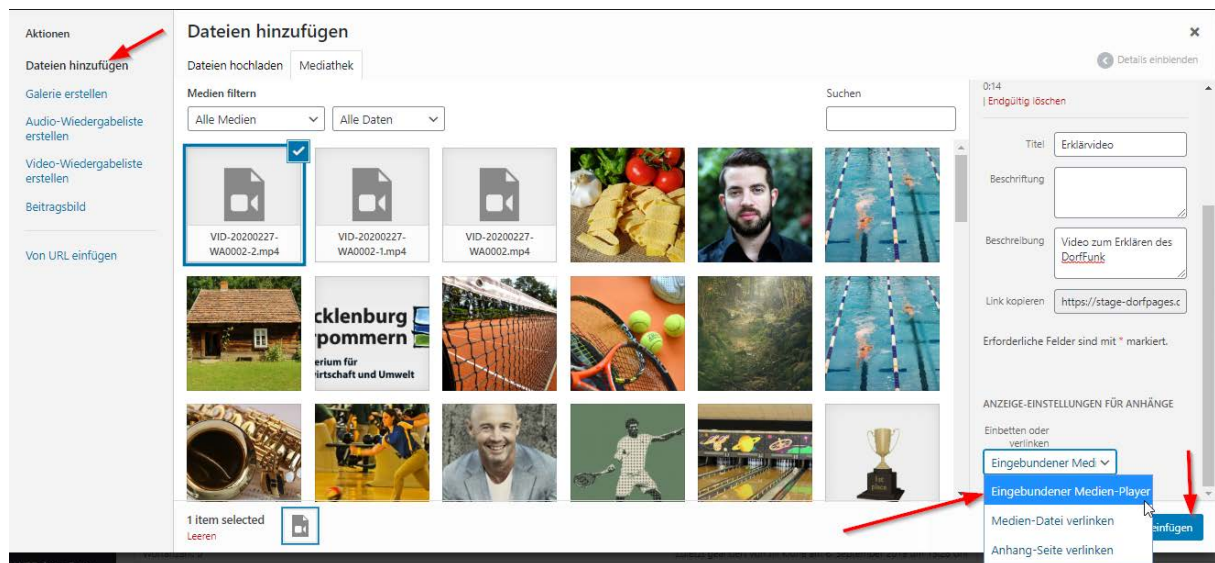 Aktionen
Dateien hinzufügen
Galerie erstellen
Audio-Wiedergabeliste
erstellen
Video-Wiedergabeliste
erstellen
Beitragsbild
Von URL einfügen
Dateien hinzufügen
Dateien hochladen
Mediathek
Details einblenden
Medien filtern
Alle Medien
Alle Daten
Suchen
VID-20200227-
WA0002-2.mp4
VID-20200227-
WA0002-1.mp4
VID-20200227-
WA0002.mp4
cklenburg
rpommern
erium für
irtschaft und Umwelt
1st
place
0:14
| Endgültig löschen
Titel
Erklärvideo
Beschriftung
Beschreibung
Video zum Erklären des
DorfFunk
Link kopieren
https://stage-dorfpages.c
Erforderliche Felder sind mit * markiert.
ANZEIGE-EINSTELLUNGEN FÜR ANHÄNGE
Einbetten oder
verlinken
Eingebundener Medi
Eingebundener Medien-Player
Medien-Datei verlinken
Anhang-Seite verlinken
einfügen
1 item selected
Leeren